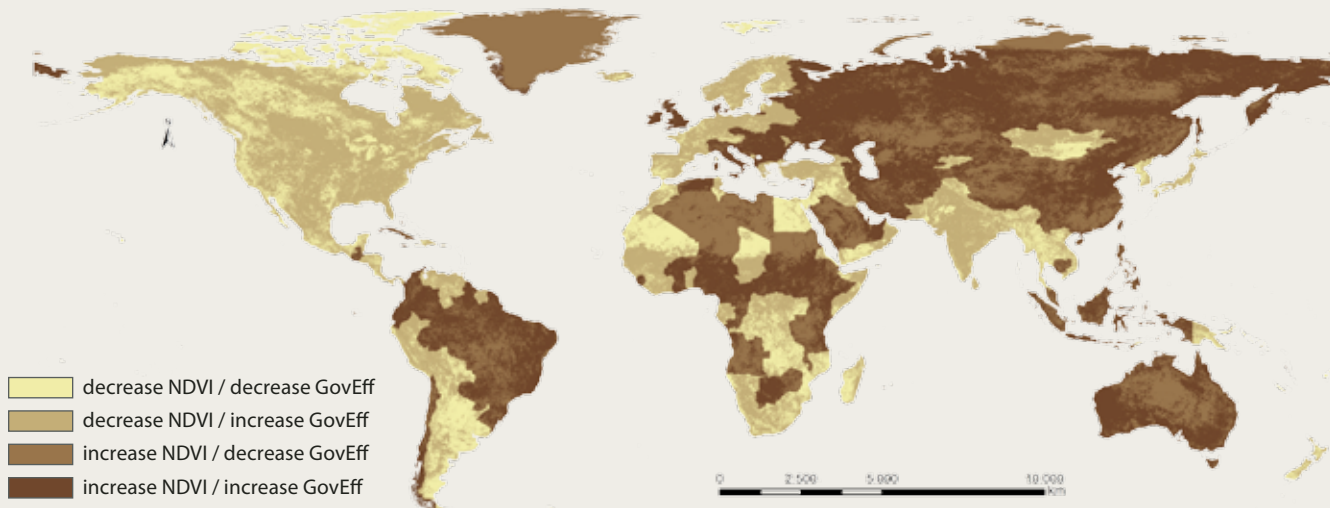 decrease NDVI / decrease GovEff
decrease NDVI / increase GovEff
increase NDVI / decrease GovEff
increase NDVI / increase GovEff
0 2.500 5.000 10.000
km